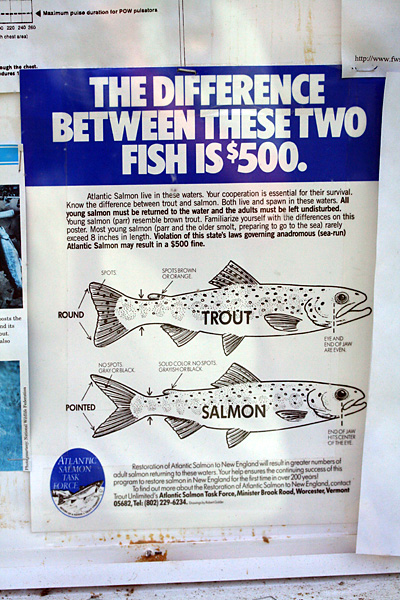 Maximum pulse duration for POW pulsators
80 220 240 260
h chest area)
ough the chest.
http://www.fws
THE DIFFERENCE
BETWEEN THESE TWO
FISH IS $500.
Atlantic Salmon live in these waters. Your cooperation is essential for their survival.
Know the difference between trout and salmon. Both live and spawn in these waters. All
young salmon must be returned to the water and the adults must be left undisturbed.
Young salmon (parr) resemble brown trout. Familiarize yourself with the differences on this
poster. Most young salmon (parr and the older smolt, preparing to go to the sea) rarely
exceed 8 inches in length. Violation of this state's laws governing anadromous (sea-run)
Atlantic Salmon may result in a $500 fine.
SPOTS
SPOTS BROWN
OR ORANGE.
ROUND
TROUT
EYE AND
END OF JAW
ARE EVEN.
NO SPOTS.
GRAY OR BLACK.
SOLID COLOR. NO SPOTS.
GRAYISH OR BLACK.
POINTED
SALMON
END OF JAW
HITS CENTER
OF THE EYE.
ATLANTIC
SALMON
TASK
FORCE
Restoration of Atlantic Salmon to New England will result in greater numbers of
adult salmon returning to these waters. Your help ensures the continuing success of this
program to restore salmon in New England for the first time in over 200 years!
To find out more about the Restoration of Atlantic Salmon to New England, contact
Trout Unlimited's Atlantic Salmon Task Force, Minister Brook Road, Worcester, Vermont
05682, Tel: (802) 229-6234.